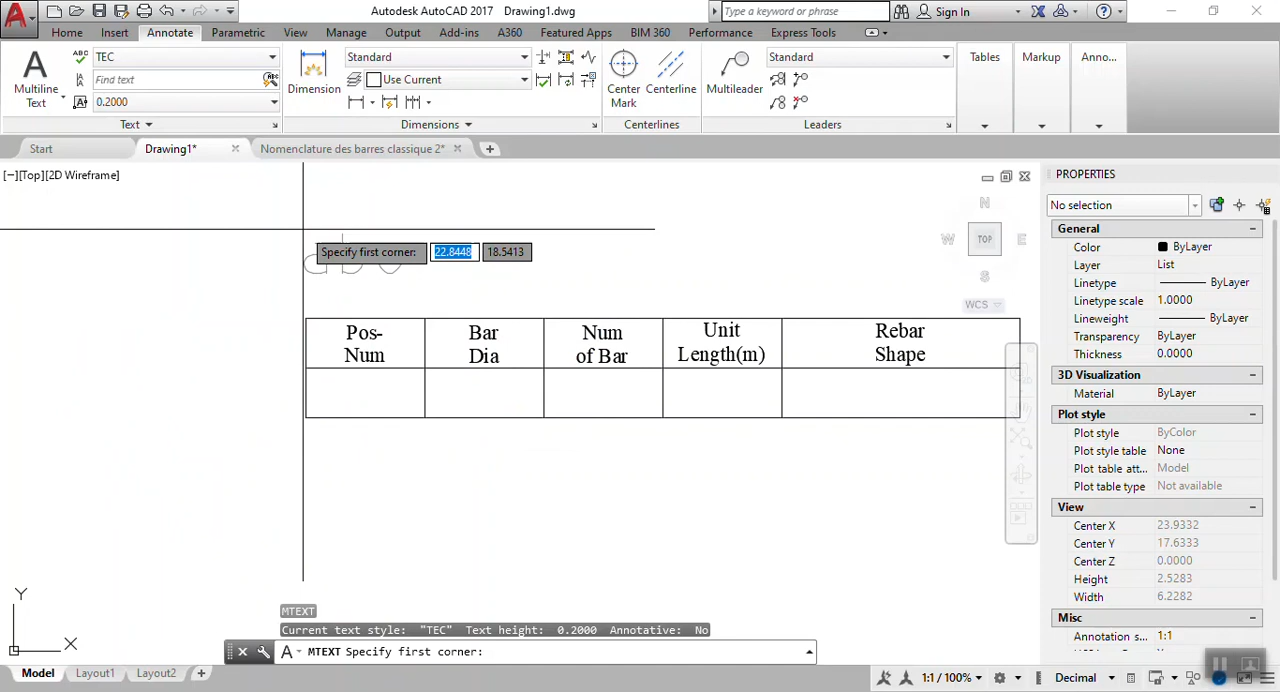 Autodesk AutoCAD 2017 Drawing1.dwg
Type a keyword or phrase
Sign In
Home Insert Annotate Parametric View Manage Output Add-ins A360 Featured Apps BIM 360 Performance Express Tools
Multiline Text
ABC TEC
Find text
0.2000
Text
Dimension
Standard
Use Current
Dimensions
Center Mark
Centerline
Centerlines
Multileader
Standard
Leaders
Tables
Markup
Anno...
Start
Drawing1*
Nomenclature des barres classique 2*
[−][Top][2D Wireframe]
Specify first corner: 22.8448 18.5413
abc
N
W TOP E
S
WCS
Pos-Num
Bar Dia
Num of Bar
Unit Length(m)
Rebar Shape
Y
X
MTEXT
Current text style: "TEC" Text height: 0.2000 Annotative: No
MTEXT Specify first corner:
Model Layout1 Layout2
1:1 / 100%
Decimal
PROPERTIES
No selection
General
Color ByLayer
Layer List
Linetype ByLayer
Linetype scale 1.0000
Lineweight ByLayer
Transparency ByLayer
Thickness 0.0000
3D Visualization
Material ByLayer
Plot style
Plot style ByColor
Plot style table None
Plot table att... Model
Plot table type Not available
View
Center X 23.9332
Center Y 17.6333
Center Z 0.0000
Height 2.5283
Width 6.2282
Misc
Annotation s... 1:1